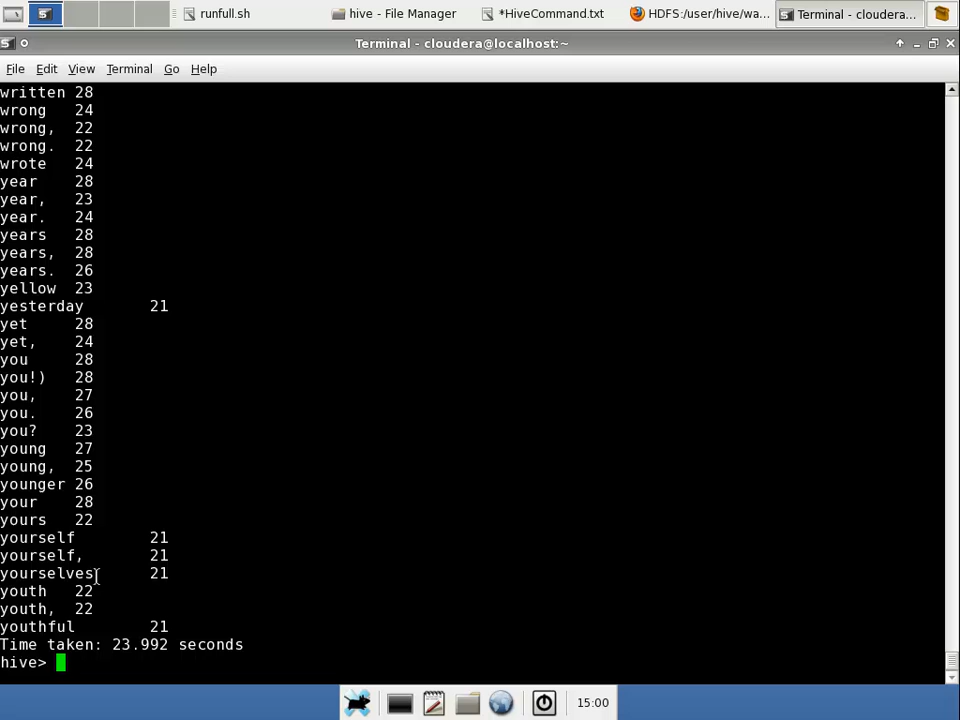 runfull.sh
hive - File Manager
*HiveCommand.txt
HDFS:/user/hive/wa...
Terminal - cloudera...
Terminal - cloudera@localhost:~
File Edit View Terminal Go Help
written 28
wrong 24
wrong, 22
wrong. 22
wrote 24
year 28
year, 23
year. 24
years 28
years, 28
years. 26
yellow 23
yesterday 21
yet 28
yet, 24
you 28
you!) 28
you, 27
you. 26
you? 23
young 27
young, 25
younger 26
your 28
yours 22
yourself 21
yourself, 21
yourselves 21
youth 22
youth, 22
youthful 21
Time taken: 23.992 seconds
hive>
15:00